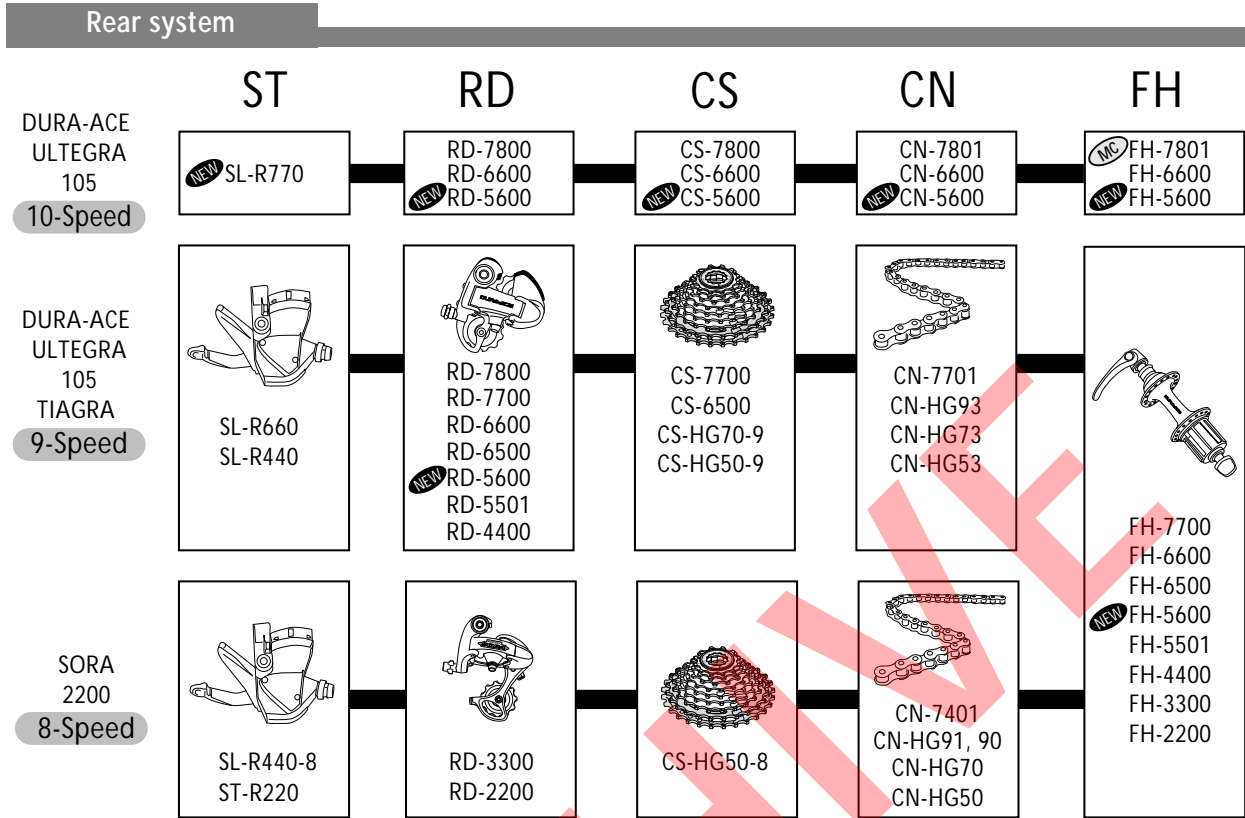 Rear system
ST
RD
CS
CN
FH
DURA-ACE
ULTEGRA
105
10-Speed
NEW SL-R770
RD-7800
RD-6600
NEW RD-5600
CS-7800
CS-6600
NEW CS-5600
CN-7801
CN-6600
NEW CN-5600
MC FH-7801
FH-6600
NEW FH-5600
DURA-ACE
ULTEGRA
105
TIAGRA
9-Speed
SL-R660
SL-R440
DURA-ACE
RD-7800
RD-7700
RD-6600
RD-6500
NEW RD-5600
RD-5501
RD-4400
CS-7700
CS-6500
CS-HG70-9
CS-HG50-9
CN-7701
CN-HG93
CN-HG73
CN-HG53
FH-7700
FH-6600
FH-6500
NEW FH-5600
FH-5501
FH-4400
FH-3300
FH-2200
SORA
2200
8-Speed
SL-R440-8
ST-R220
RD-3300
RD-2200
CS-HG50-8
CN-7401
CN-HG91, 90
CN-HG70
CN-HG50
HIVE